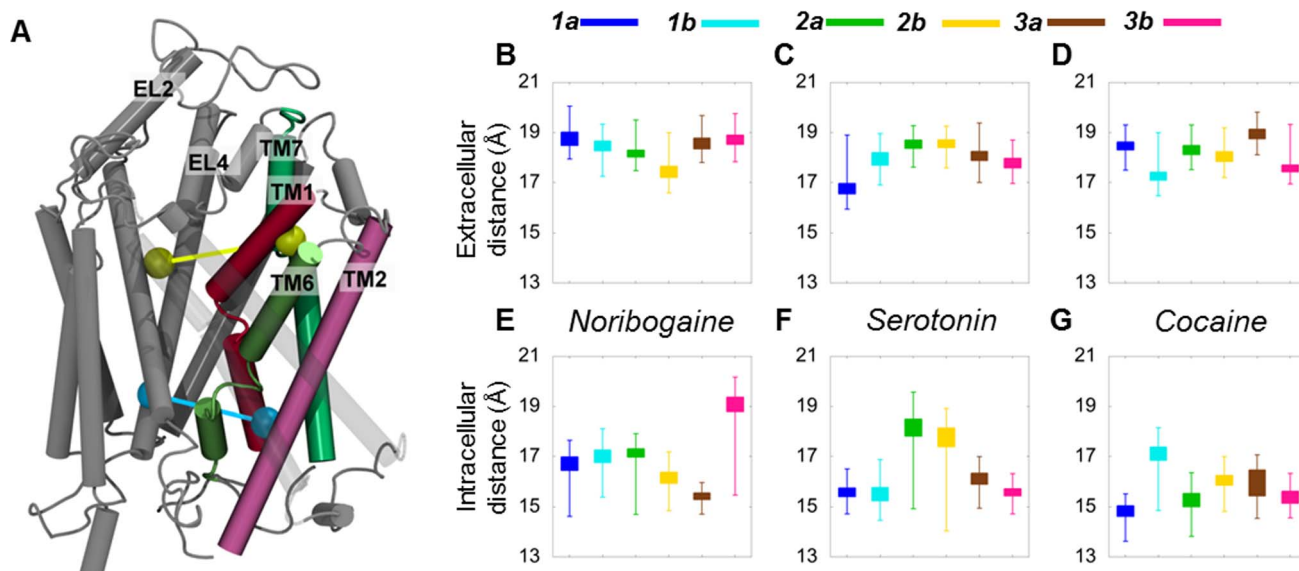 1a 1b 2a 2b 3a 3b
A
EL2
EL4
TM7
TM1
TM6
TM2
B C D
Extracellular
distance (Å)
21
19
17
15
13
21
19
17
15
13
21
19
17
15
13
E Noribogaine F Serotonin G Cocaine
Intracellular
distance (Å)
21
19
17
15
13
21
19
17
15
13
21
19
17
15
13